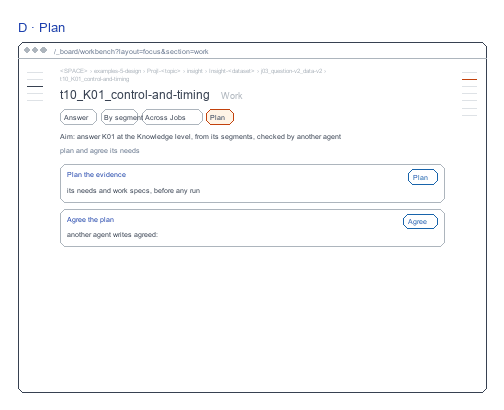 D · Plan
/_board/workbench?layout=focus&section=work
<SPACE> › examples-5-design › Proj-<topic> › insight › Insight-<dataset> › j03_question-v2_data-v2 ›
t10_K01_control-and-timing
t10_K01_control-and-timing Work
Answer By segment Across Jobs Plan
Aim: answer K01 at the Knowledge level, from its segments, checked by another agent
plan and agree its needs
Plan the evidence Plan
its needs and work specs, before any run
Agree the plan Agree
another agent writes agreed: